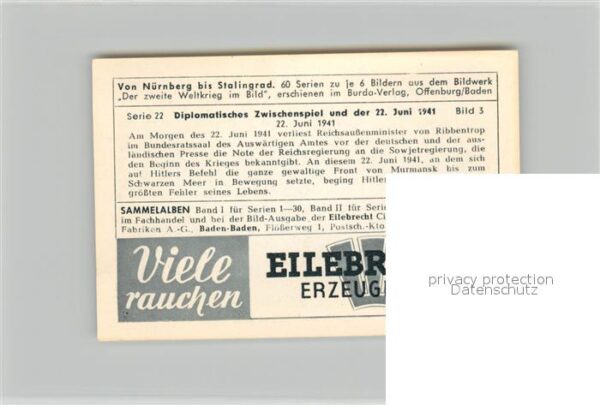 Von Nürnberg bis Stalingrad. 60 Serien zu je 6 Bildern aus dem Bildwerk
„Der zweite Weltkrieg im Bild", erschienen im Burda-Verlag, Offenburg/Baden
Serie 22 Diplomatisches Zwischenspiel und der 22. Juni 1941 Bild 3
22. Juni 1941
Am Morgen des 22. Juni 1941 verliest Reichsaußenminister von Ribbentrop
im Bundesratssaal des Auswärtigen Amtes vor der deutschen und der aus-
ländischen Presse die Note der Reichsregierung an die Sowjetregierung, die
den Beginn des Krieges bekanntgibt. An diesem 22. Juni 1941, an dem sich
auf Hitlers Befehl die ganze gewaltige Front von Murmansk bis zum
Schwarzen Meer in Bewegung setzte, beging Hitler
größten Fehler seines Lebens.
SAMMELALBEN Band I für Serien 1—30, Band II für Serien
im Fachhandel und bei der Bild-Ausgabe der Eilebrecht Ci
Fabriken A.-G., Baden-Baden, Flößerweg 1, Postsch.-Kto
Viele
rauchen
EILEBR
ERZEUG
privacy protection
Datenschutz